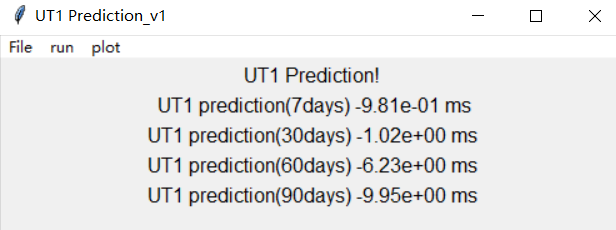 UT1 Prediction_v1
File run plot
UT1 Prediction!
UT1 prediction(7days) -9.81e-01 ms
UT1 prediction(30days) -1.02e+00 ms
UT1 prediction(60days) -6.23e+00 ms
UT1 prediction(90days) -9.95e+00 ms